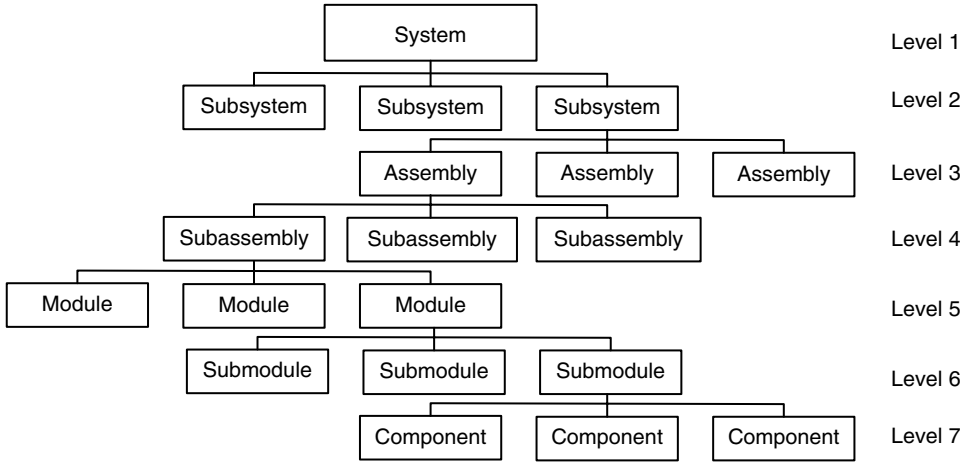 System Level 1
Subsystem Subsystem Subsystem Level 2
Assembly Assembly Assembly Level 3
Subassembly Subassembly Subassembly Level 4
Module Module Module Level 5
Submodule Submodule Submodule Level 6
Component Component Component Level 7